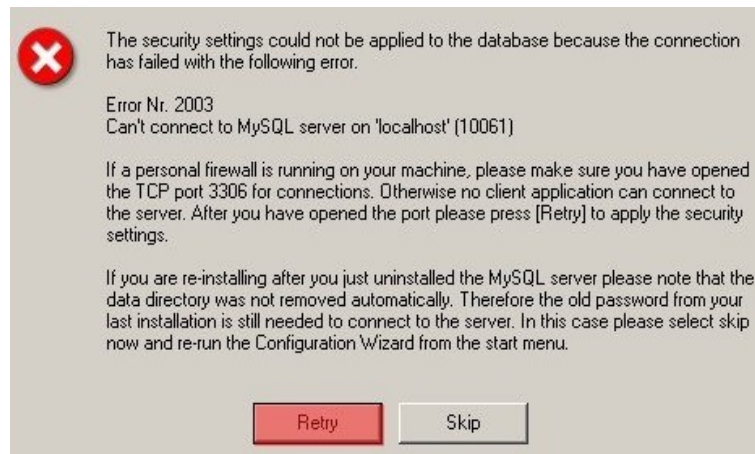 The security settings could not be applied to the database because the connection
has failed with the following error.
Error Nr. 2003
Can't connect to MySQL server on 'localhost' (10061)
If a personal firewall is running on your machine, please make sure you have opened
the TCP port 3306 for connections. Otherwise no client application can connect to
the server. After you have opened the port please press [Retry] to apply the security
settings.
If you are re-installing after you just uninstalled the MySQL server please note that the
data directory was not removed automatically. Therefore the old password from your
last installation is still needed to connect to the server. In this case please select skip
now and re-run the Configuration Wizard from the start menu.
Retry
Skip